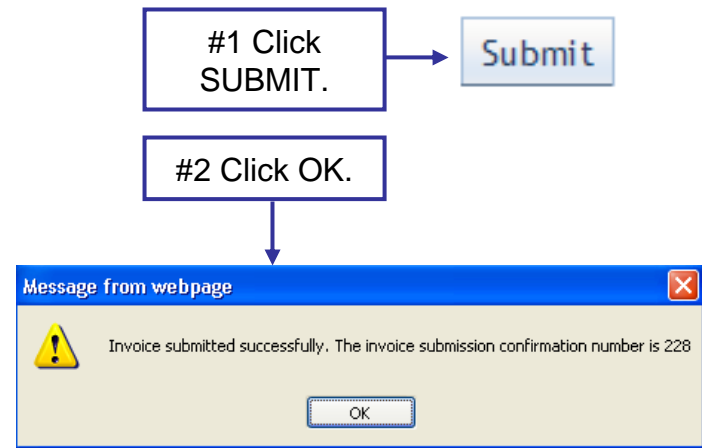 #1 Click
SUBMIT.
Submit
#2 Click OK.
Message from webpage
Invoice submitted successfully. The invoice submission confirmation number is 228
OK